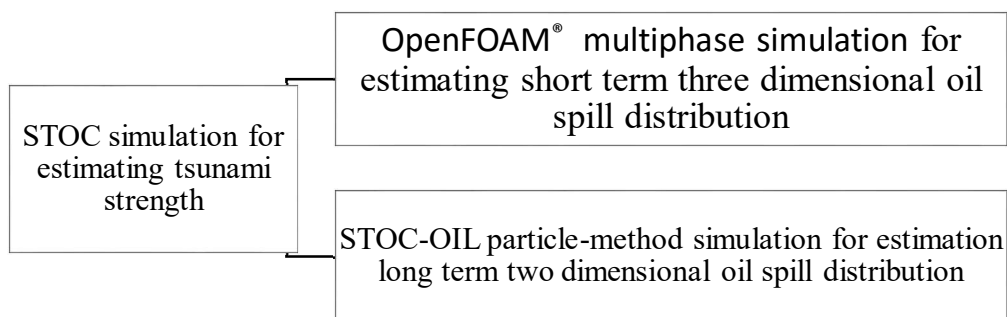 OpenFOAM® multiphase simulation for
estimating short term three dimensional oil
spill distribution
STOC simulation for
estimating tsunami
strength
STOC-OIL particle-method simulation for estimation
long term two dimensional oil spill distribution